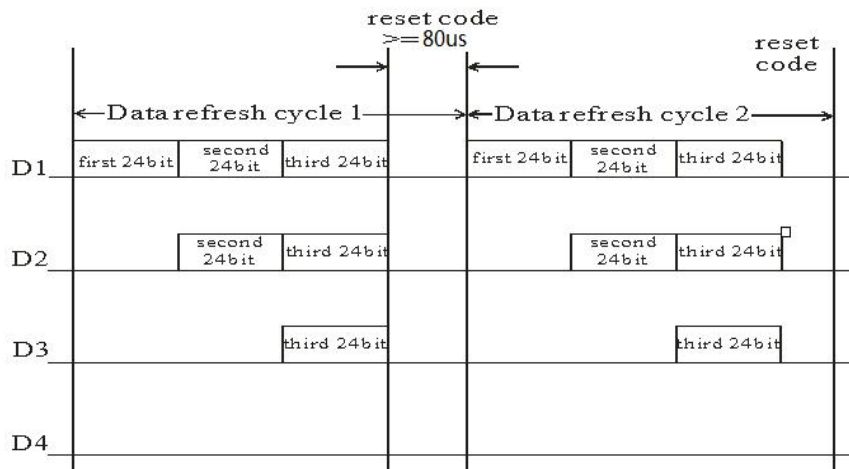 reset code
>=80us
reset
code
Data refresh cycle 1
Data refresh cycle 2
D1
first 24bit
second
24bit
third 24bit
first 24bit
second
24bit
third 24bit
D2
second
24bit
third 24bit
second
24bit
third 24bit
D3
third 24bit
third 24bit
D4